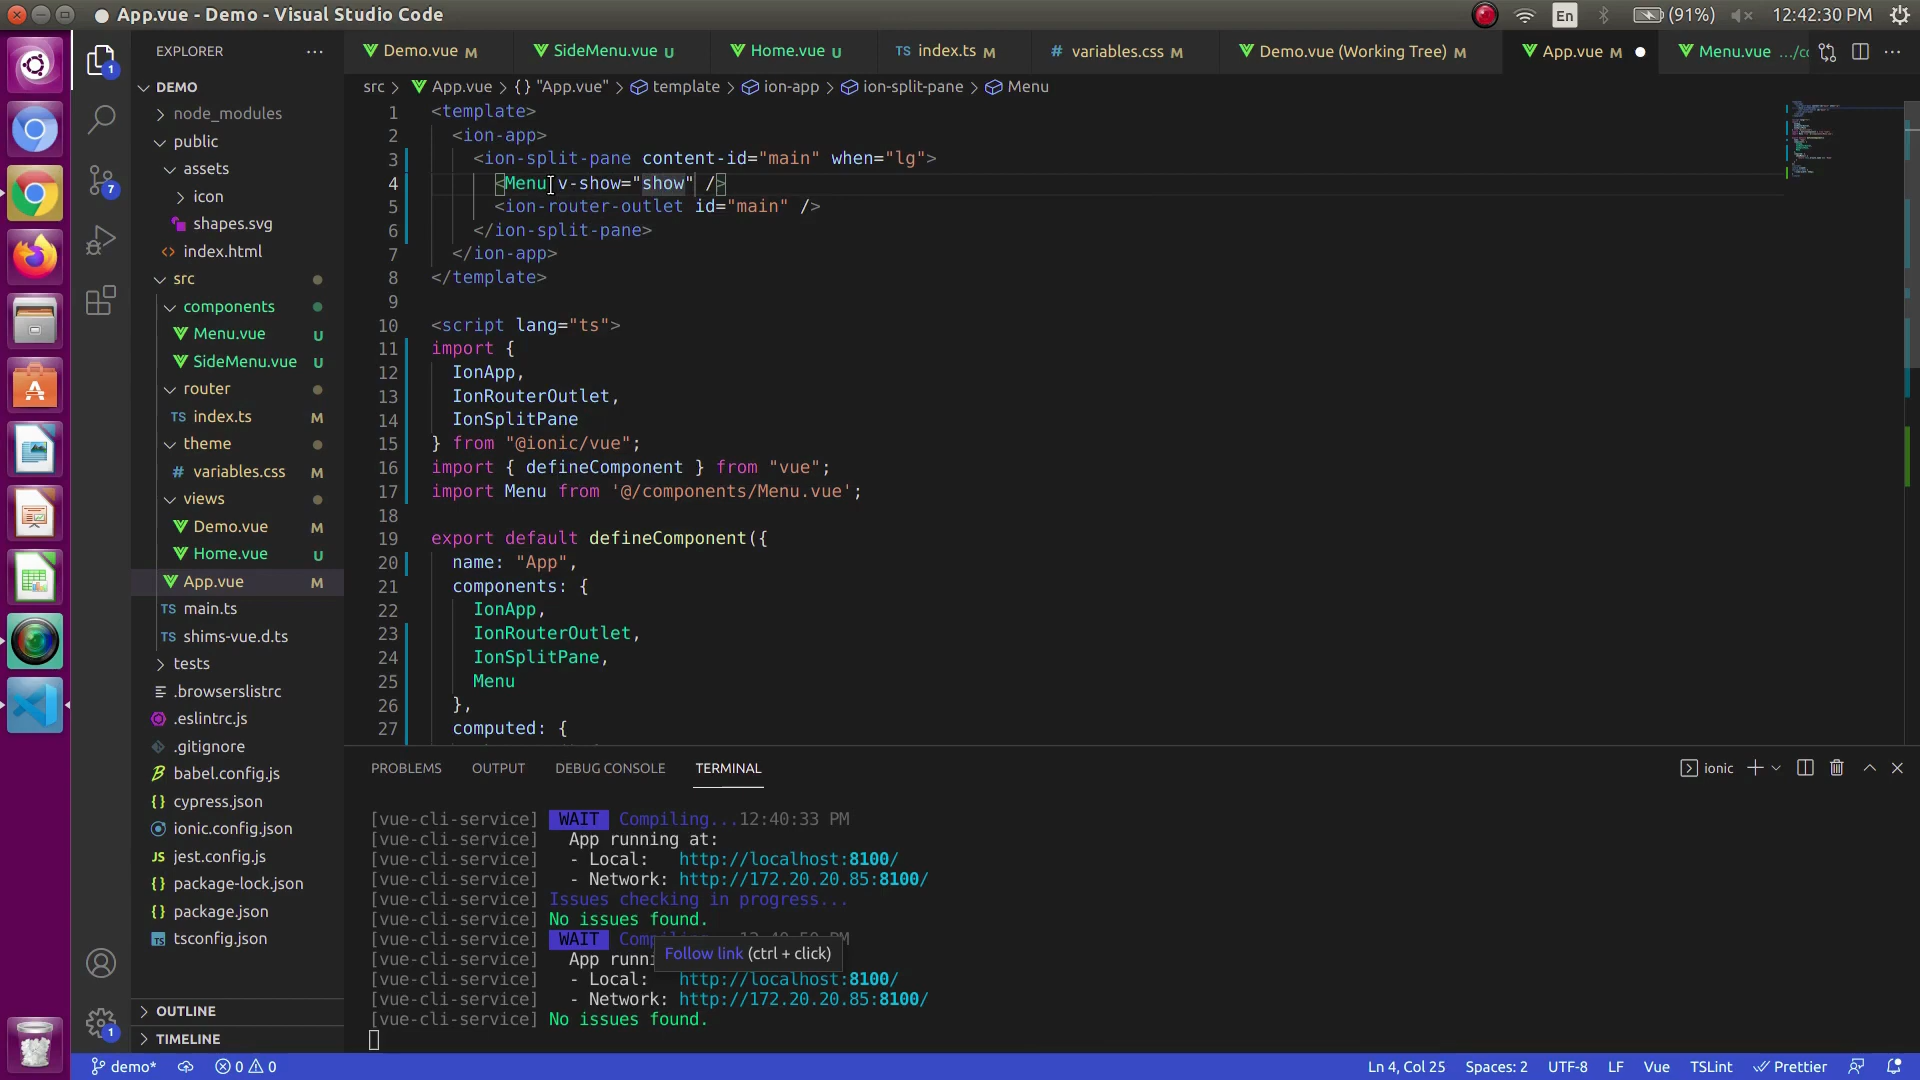 App.vue - Demo - Visual Studio Code
En
(91%)
12:42:30 PM
EXPLORER
Demo.vue M
SideMenu.vue U
Home.vue U
TS index.ts M
# variables.css M
Demo.vue (Working Tree) M
App.vue M
Menu.vue .../cc
src > App.vue > {} "App.vue" > template > ion-app > ion-split-pane > Menu
1
DEMO
node_modules
public
assets
icon
shapes.svg
<> index.html
src
components
Menu.vue U
SideMenu.vue U
router
TS index.ts M
theme
# variables.css M
views
Demo.vue M
Home.vue U
App.vue M
TS main.ts
TS shims-vue.d.ts
tests
.browserslistrc
.eslintrc.js
.gitignore
babel.config.js
{} cypress.json
ionic.config.json
JS jest.config.js
{} package-lock.json
{} package.json
tsconfig.json
OUTLINE
TIMELINE
7
1
1 <template>
2 <ion-app>
3 <ion-split-pane content-id="main" when="lg">
4 <Menu v-show="show" />
5 <ion-router-outlet id="main" />
6 </ion-split-pane>
7 </ion-app>
8 </template>
9
10 <script lang="ts">
11 import {
12 IonApp,
13 IonRouterOutlet,
14 IonSplitPane
15 } from "@ionic/vue";
16 import { defineComponent } from "vue";
17 import Menu from '@/components/Menu.vue';
18
19 export default defineComponent({
20 name: "App",
21 components: {
22 IonApp,
23 IonRouterOutlet,
24 IonSplitPane,
25 Menu
26 },
27 computed: {
PROBLEMS OUTPUT DEBUG CONSOLE TERMINAL
ionic
[vue-cli-service] WAIT Compiling...12:40:33 PM
[vue-cli-service] App running at:
[vue-cli-service] - Local: http://localhost:8100/
[vue-cli-service] - Network: http://172.20.20.85:8100/
[vue-cli-service] Issues checking in progress...
[vue-cli-service] No issues found.
[vue-cli-service] WAIT
[vue-cli-service] App
Follow link (ctrl + click)
[vue-cli-service] - Local: http://localhost:8100/
[vue-cli-service] - Network: http://172.20.20.85:8100/
[vue-cli-service] No issues found.
demo* 0 0
Ln 4, Col 25 Spaces: 2 UTF-8 LF Vue TSLint Prettier